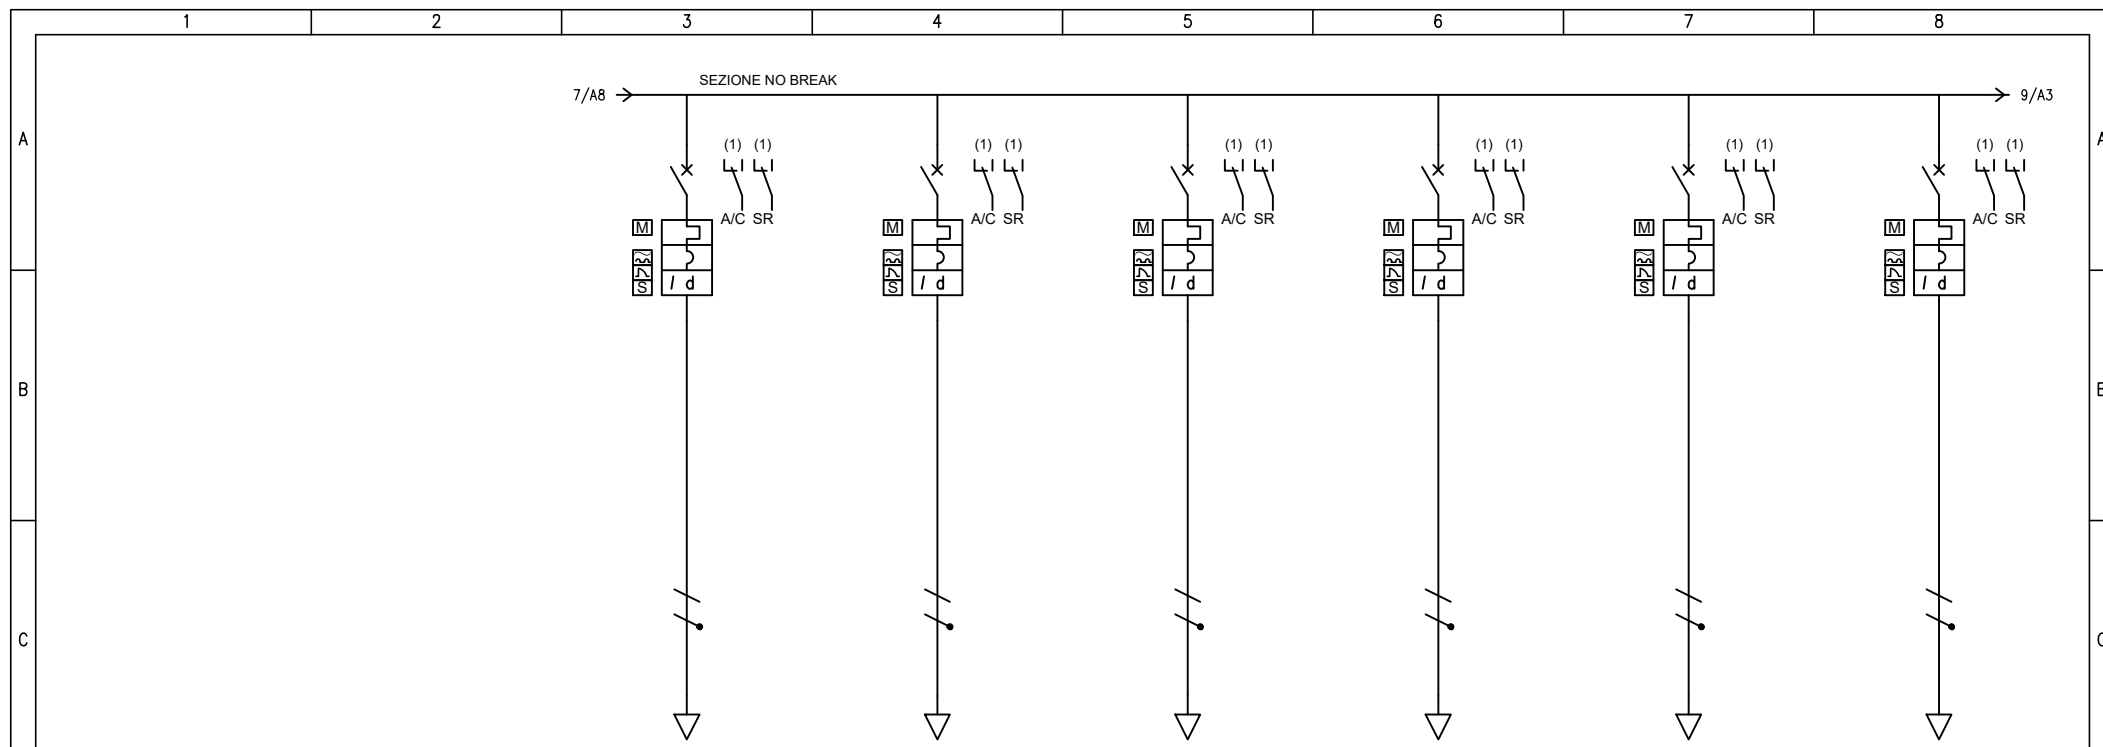 1 2 3 4 5 6 7 8
SEZIONE NO BREAK
7/A8 9/A3
A A
(1) (1) (1) (1) (1) (1) (1) (1) (1) (1) (1) (1)
A/C SR A/C SR A/C SR A/C SR A/C SR A/C SR
M M M M M M
S I d S I d S I d S I d S I d S I d
B B
C C